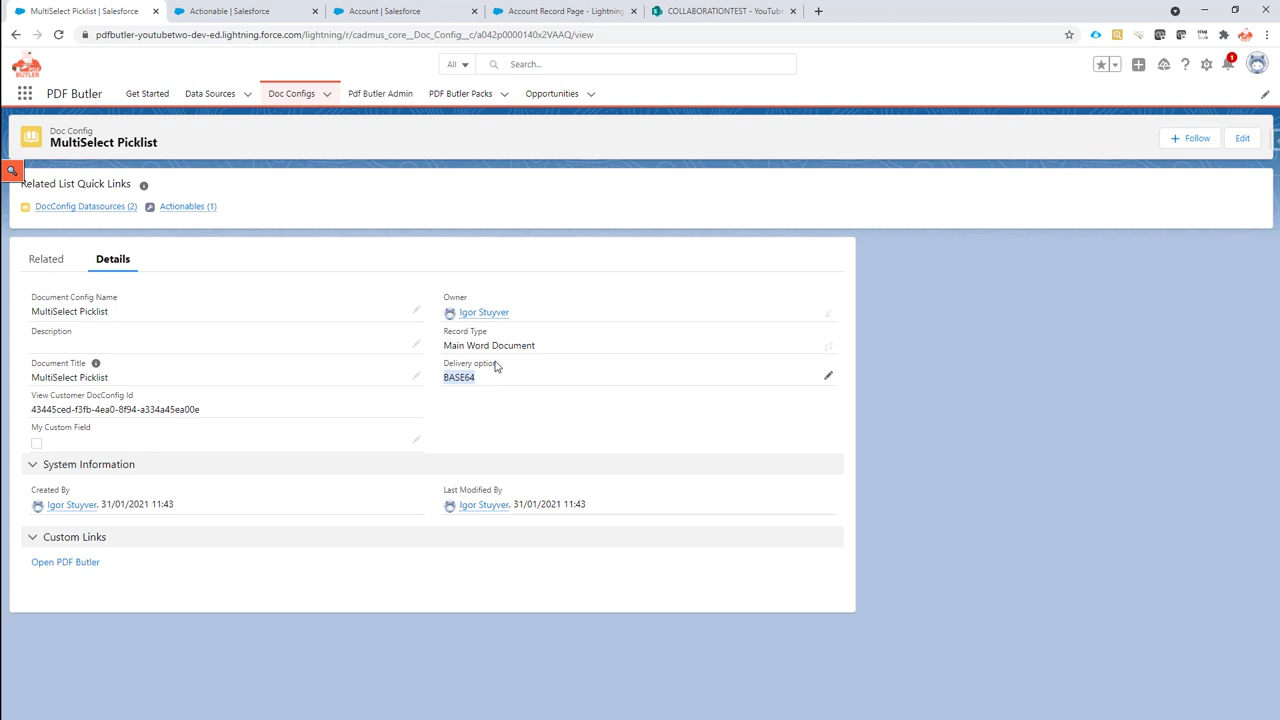 MultiSelect Picklist | Salesforce
Actionable | Salesforce
Account | Salesforce
Account Record Page - Lightning
COLLABORATIONTEST - YouTube
pdfbutler-youtubetwo-dev-ed.lightning.force.com/lightning/r/cadmus_core__Doc_Config__c/a042p0000140x2VAAQ/view
BUTLER
All
Search...
1
PDF Butler
Get Started
Data Sources
Doc Configs
Pdf Butler Admin
PDF Butler Packs
Opportunities
Doc Config
MultiSelect Picklist
Follow
Edit
Related List Quick Links
DocConfig Datasources (2)
Actionables (1)
Related
Details
Document Config Name
MultiSelect Picklist
Owner
Igor Stuyver
Description
Record Type
Main Word Document
Document Title
MultiSelect Picklist
Delivery option
BASE64
View Customer DocConfig Id
43445ced-f3fb-4ea0-8f94-a334a45ea00e
My Custom Field
System Information
Created By
Igor Stuyver, 31/01/2021 11:43
Last Modified By
Igor Stuyver, 31/01/2021 11:43
Custom Links
Open PDF Butler